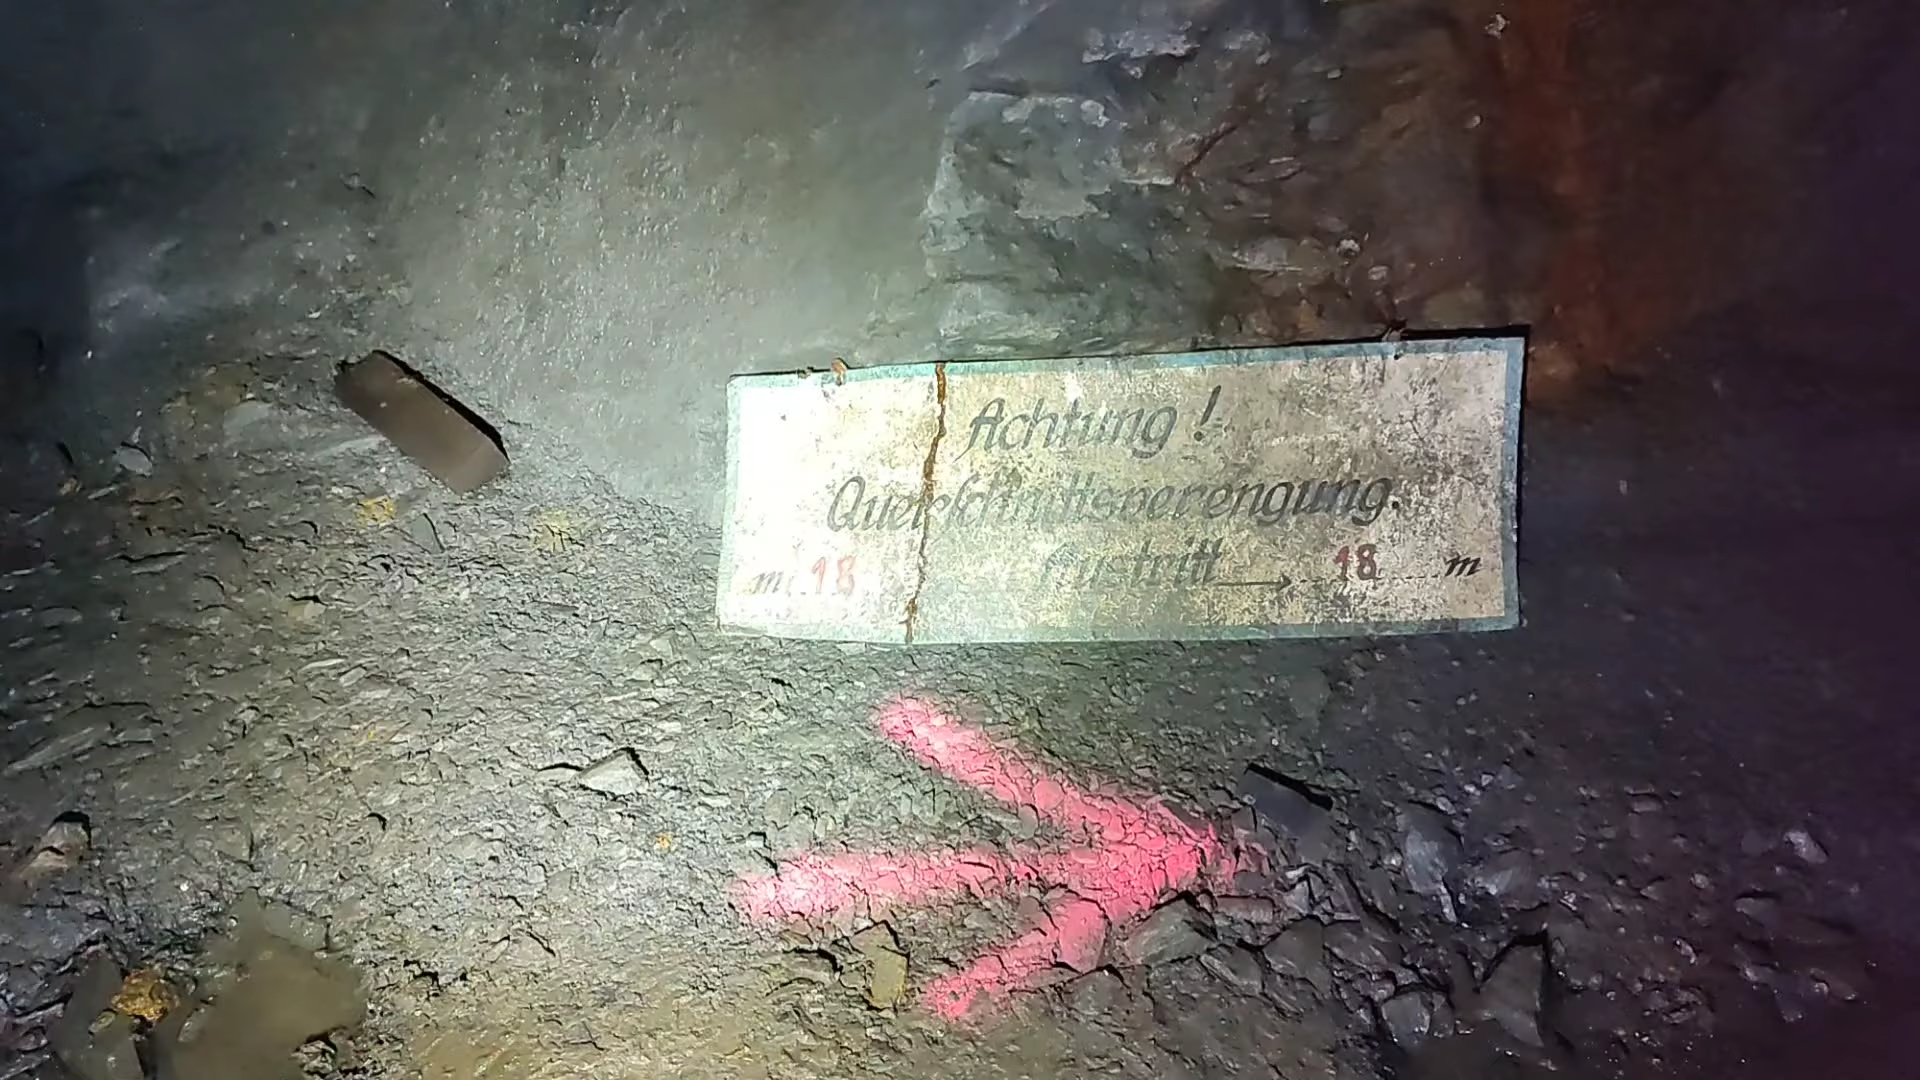 Achtung !
Querschnittsverengung.
m. 18 Austritt → 18 m